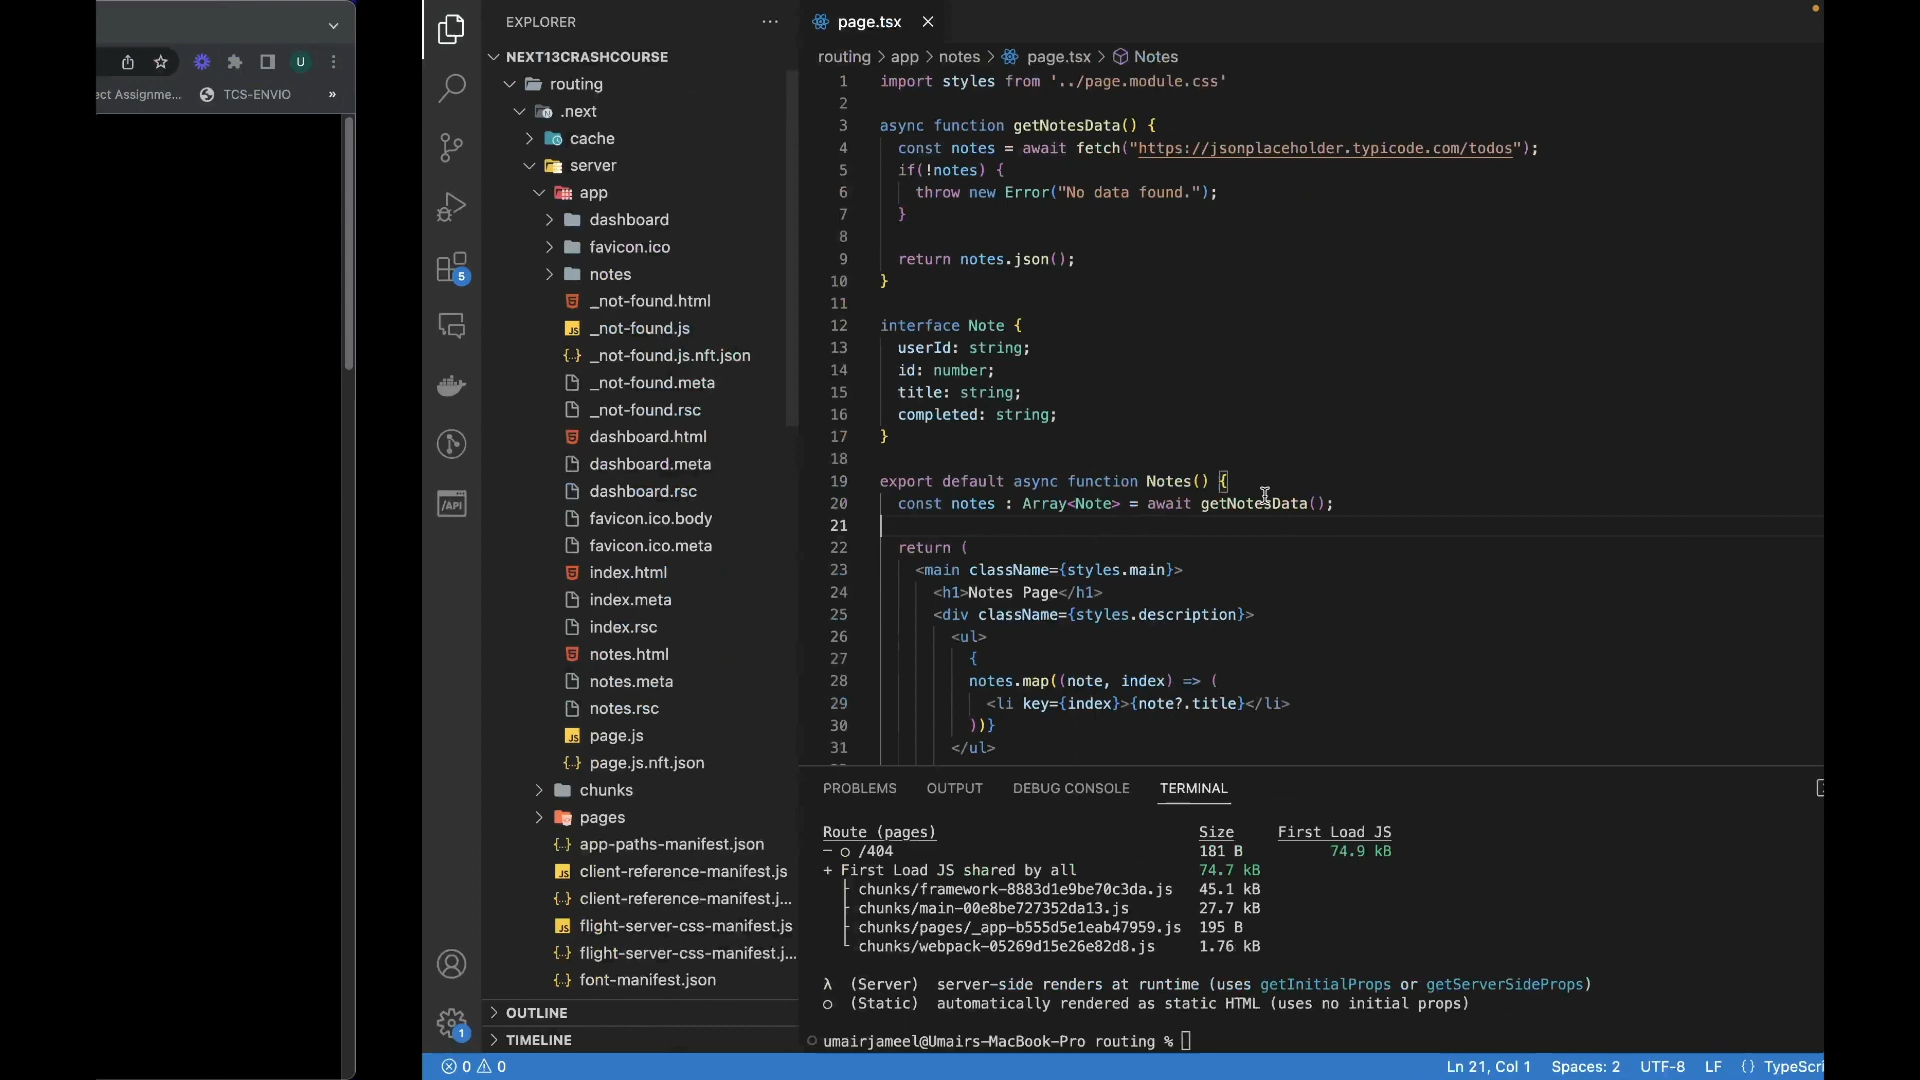 U
ect Assignme...
TCS-ENVIO
»
EXPLORER
...
NEXT13CRASHCOURSE
routing
.next
cache
server
app
dashboard
favicon.ico
notes
_not-found.html
JS _not-found.js
{..} _not-found.js.nft.json
_not-found.meta
_not-found.rsc
dashboard.html
dashboard.meta
dashboard.rsc
favicon.ico.body
favicon.ico.meta
index.html
index.meta
index.rsc
notes.html
notes.meta
notes.rsc
JS page.js
{..} page.js.nft.json
chunks
pages
{..} app-paths-manifest.json
JS client-reference-manifest.js
{..} client-reference-manifest.j...
JS flight-server-css-manifest.js
{..} flight-server-css-manifest.j...
{..} font-manifest.json
OUTLINE
TIMELINE
5
/API
1
page.tsx
routing > app > notes > page.tsx > Notes
1 import styles from '../page.module.css'
2
3 async function getNotesData() {
4 const notes = await fetch("https://jsonplaceholder.typicode.com/todos");
5 if(!notes) {
6 throw new Error("No data found.");
7 }
8
9 return notes.json();
10 }
11
12 interface Note {
13 userId: string;
14 id: number;
15 title: string;
16 completed: string;
17 }
18
19 export default async function Notes() {
20 const notes : Array<Note> = await getNotesData();
21
22 return (
23 <main className={styles.main}>
24 <h1>Notes Page</h1>
25 <div className={styles.description}>
26 <ul>
27 {
28 notes.map((note, index) => (
29 <li key={index}>{note?.title}</li>
30 ))}
31 </ul>
PROBLEMS OUTPUT DEBUG CONSOLE TERMINAL
Route (pages) Size First Load JS
─ ○ /404 181 B 74.9 kB
+ First Load JS shared by all 74.7 kB
├ chunks/framework-8883d1e9be70c3da.js 45.1 kB
├ chunks/main-00e8be727352da13.js 27.7 kB
├ chunks/pages/_app-b555d5e1eab47959.js 195 B
└ chunks/webpack-05269d15e26e82d8.js 1.76 kB
λ (Server) server-side renders at runtime (uses getInitialProps or getServerSideProps)
○ (Static) automatically rendered as static HTML (uses no initial props)
umairjameel@Umairs-MacBook-Pro routing %
0 0
Ln 21, Col 1 Spaces: 2 UTF-8 LF {} TypeScri